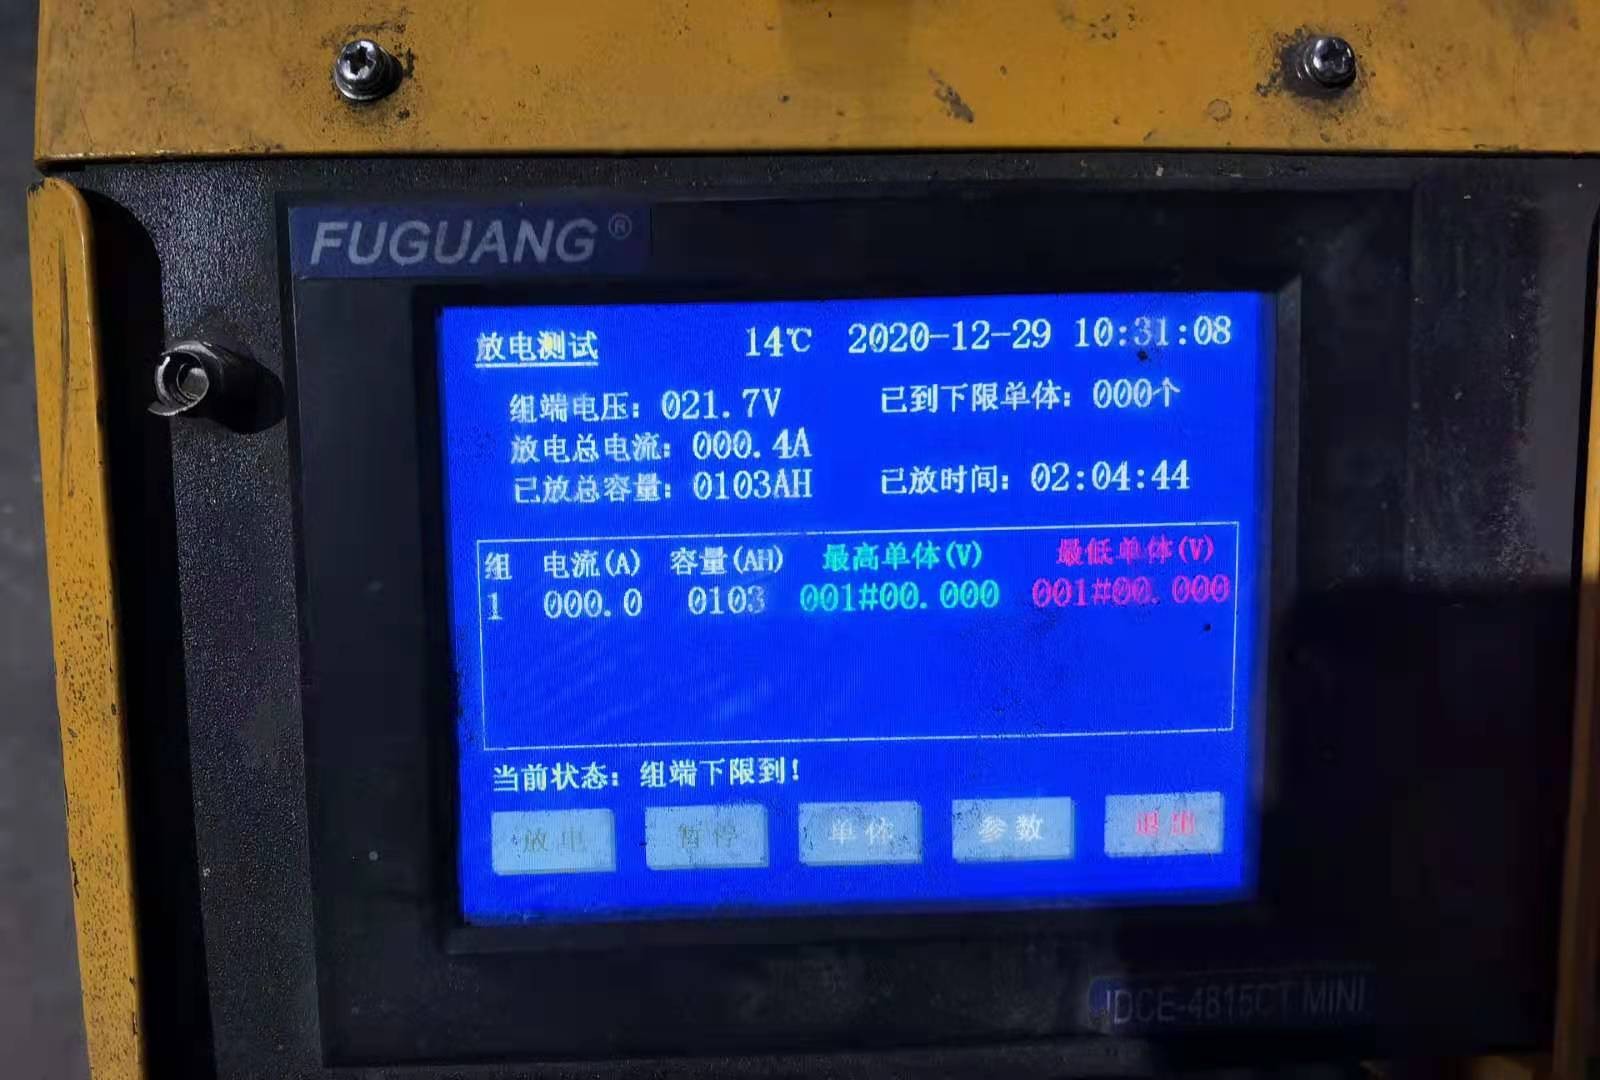 FUGUANG®
放电测试 14℃ 2020-12-29 10:31:08
组端电压：021.7V 已到下限单体：000个
放电总电流：000.4A
已放总容量：0103AH 已放时间：02:04:44
组 电流(A) 容量(AH) 最高单体(V) 最低单体(V)
1 000.0 0103 001#00.000 001#00.000
当前状态：组端下限到！
放电 暂停 单体 参数 退出
IDCE-4815CT MINI